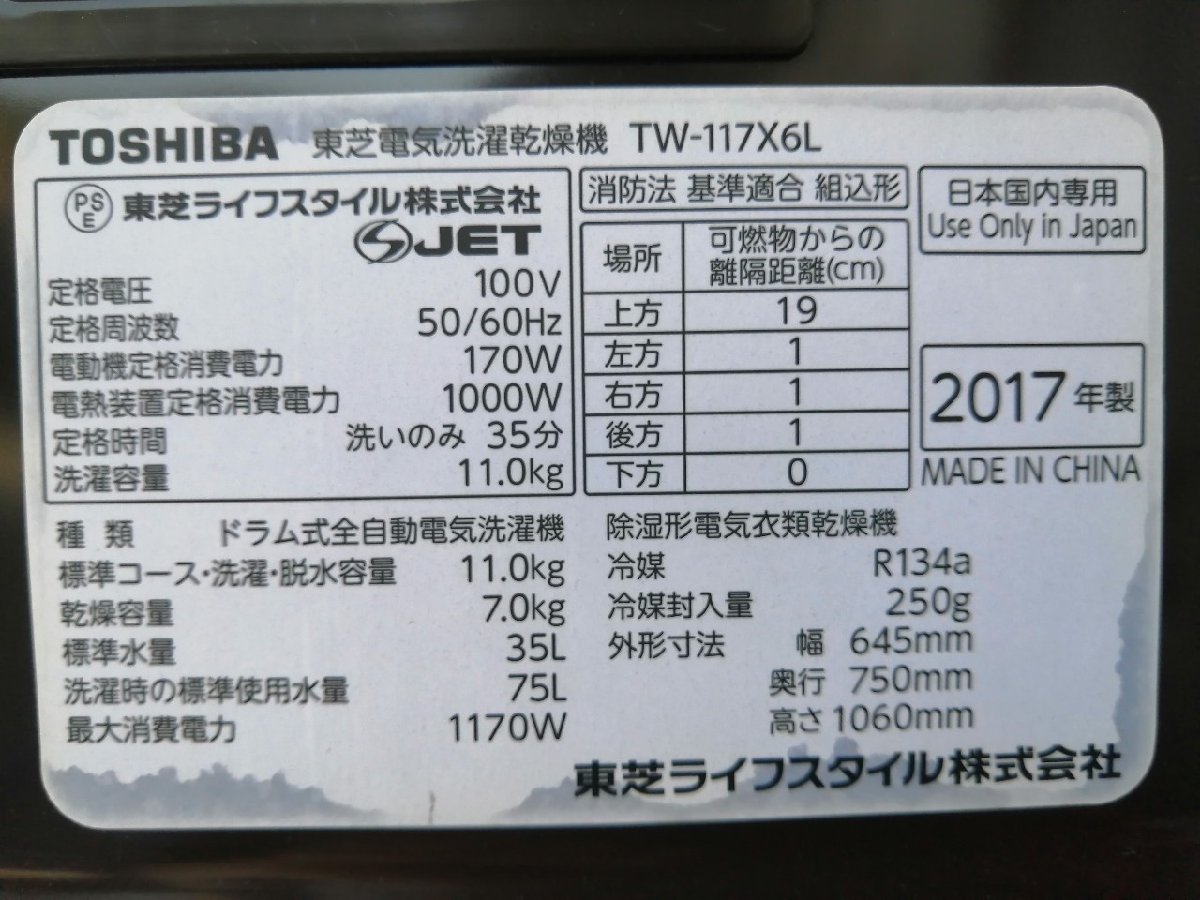 TOSHIBA 東芝電気洗濯乾燥機 TW-117X6L
PSE 東芝ライフスタイル株式会社
S JET
定格電圧 100V
定格周波数 50/60Hz
電動機定格消費電力 170W
電熱装置定格消費電力 1000W
定格時間 洗いのみ 35分
洗濯容量 11.0kg
消防法 基準適合 組込形
場所 可燃物からの
離隔距離(cm)
上方 19
左方 1
右方 1
後方 1
下方 0
日本国内専用
Use Only in Japan
2017年製
MADE IN CHINA
種類 ドラム式全自動電気洗濯機
標準コース・洗濯・脱水容量 11.0kg
乾燥容量 7.0kg
標準水量 35L
洗濯時の標準使用水量 75L
最大消費電力 1170W
除湿形電気衣類乾燥機
冷媒 R134a
冷媒封入量 250g
外形寸法 幅 645mm
奥行 750mm
高さ 1060mm
東芝ライフスタイル株式会社